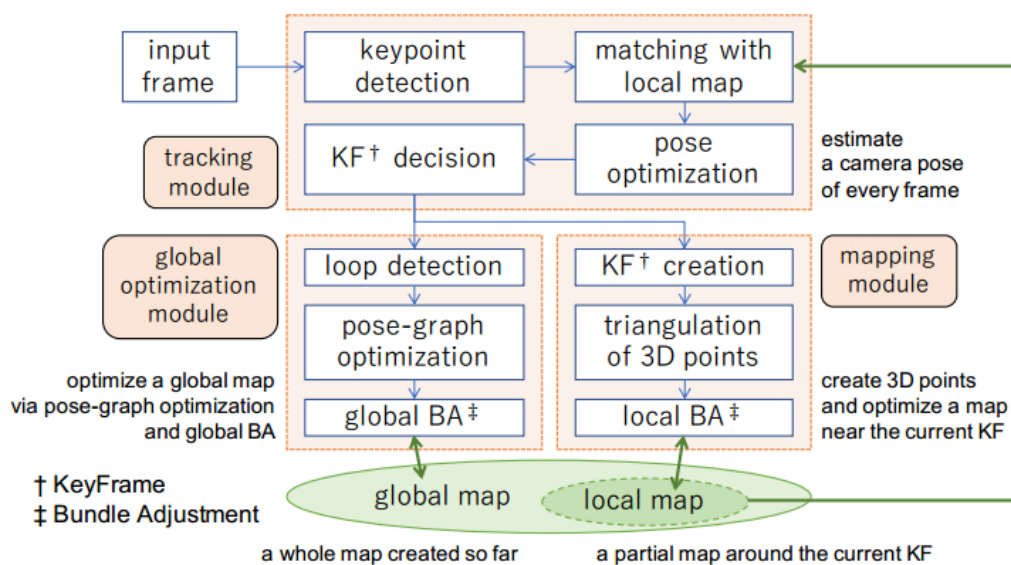 input
frame
keypoint
detection
matching with
local map
tracking
module
KF† decision
pose
optimization
estimate
a camera pose
of every frame
global
optimization
module
loop detection
KF† creation
mapping
module
pose-graph
optimization
triangulation
of 3D points
optimize a global map
via pose-graph optimization
and global BA
global BA‡
local BA‡
create 3D points
and optimize a map
near the current KF
† KeyFrame
‡ Bundle Adjustment
global map
local map
a whole map created so far
a partial map around the current KF